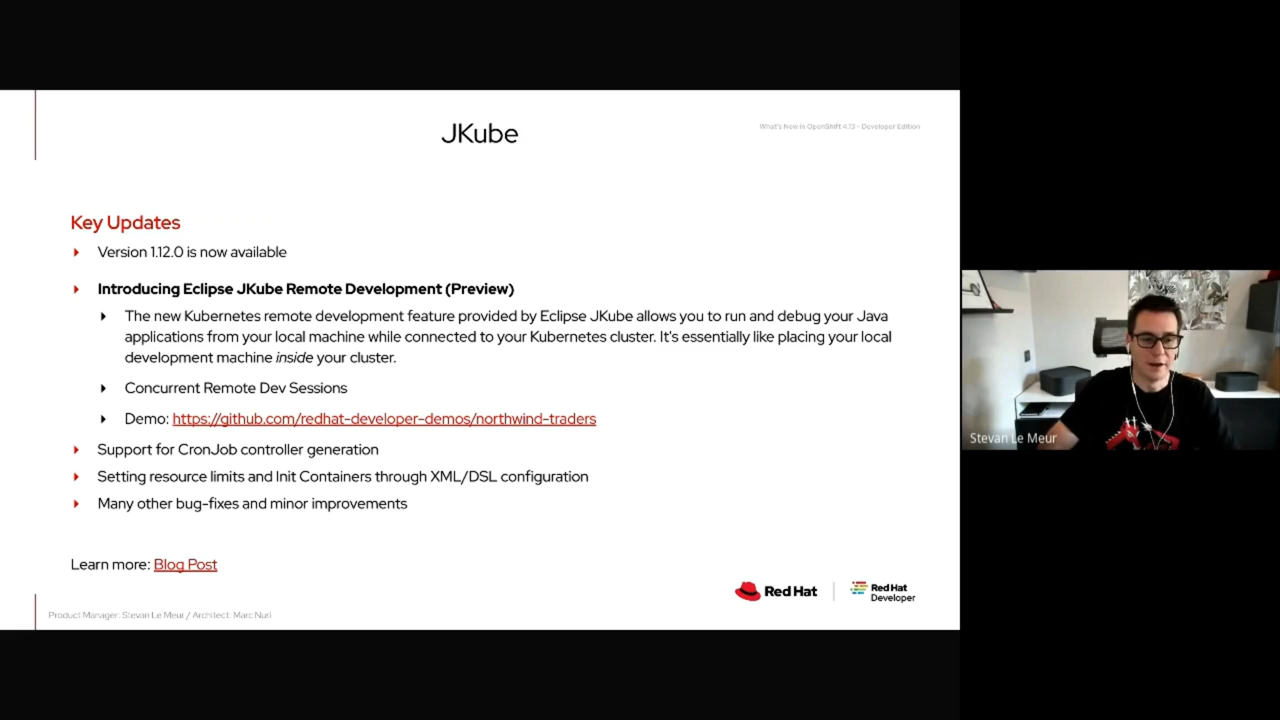 JKube
What's New in OpenShift 4.13 - Developer Edition
Key Updates
Version 1.12.0 is now available
Introducing Eclipse JKube Remote Development (Preview)
The new Kubernetes remote development feature provided by Eclipse JKube allows you to run and debug your Java
applications from your local machine while connected to your Kubernetes cluster. It's essentially like placing your local
development machine inside your cluster.
Concurrent Remote Dev Sessions
Demo: https://github.com/redhat-developer-demos/northwind-traders
Support for CronJob controller generation
Setting resource limits and Init Containers through XML/DSL configuration
Many other bug-fixes and minor improvements
Learn more: Blog Post
Red Hat
Red Hat
Developer
Product Manager: Stevan Le Meur / Architect: Marc Nuri
Stevan Le Meur